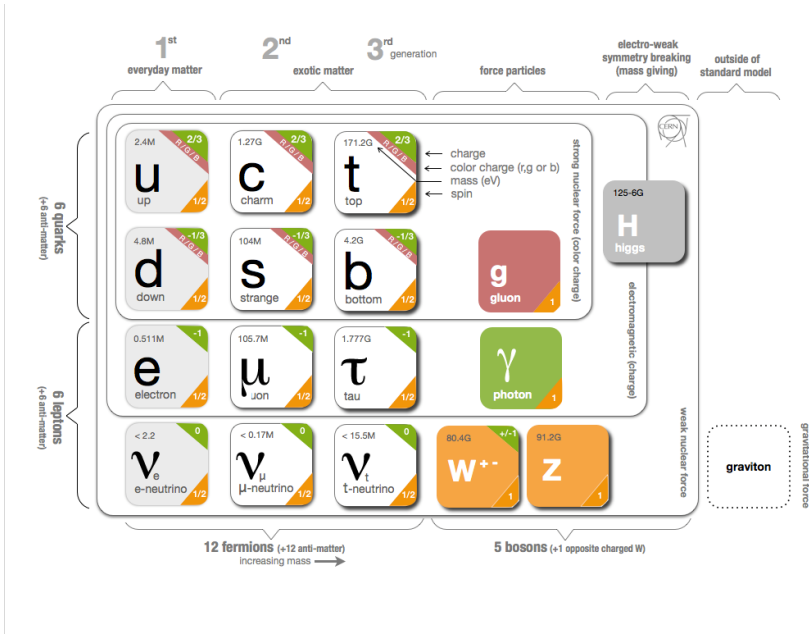 1st
2nd
3rd generation
everyday matter
exotic matter
force particles
electro-weak
symmetry breaking
(mass giving)
outside of
standard model
6 quarks
(+6 anti-matter)
6 leptons
(+6 anti-matter)
2.4M
2/3
R/G/B
u
up
1/2
1.27G
2/3
R/G/B
c
charm
1/2
171.2G
2/3
R/G/B
t
top
1/2
charge
color charge (r,g or b)
mass (eV)
spin
4.8M
-1/3
R/G/B
d
down
1/2
104M
-1/3
R/G/B
s
strange
1/2
4.2G
-1/3
R/G/B
b
bottom
1/2
g
gluon
1
strong nuclear force (color charge)
CERN
125-6G
H
higgs
0.511M
-1
e
electron
1/2
105.7M
-1
μ
uon
1/2
1.777G
-1
τ
tau
1/2
γ
photon
1
electromagnetic (charge)
< 2.2
0
νe
e-neutrino
1/2
< 0.17M
0
νμ
μ-neutrino
1/2
< 15.5M
0
νt
t-neutrino
1/2
80.4G
+/-1
W+-
1
91.2G
Z
1
weak nuclear force
graviton
gravitational force
12 fermions (+12 anti-matter)
increasing mass
5 bosons (+1 opposite charged W)